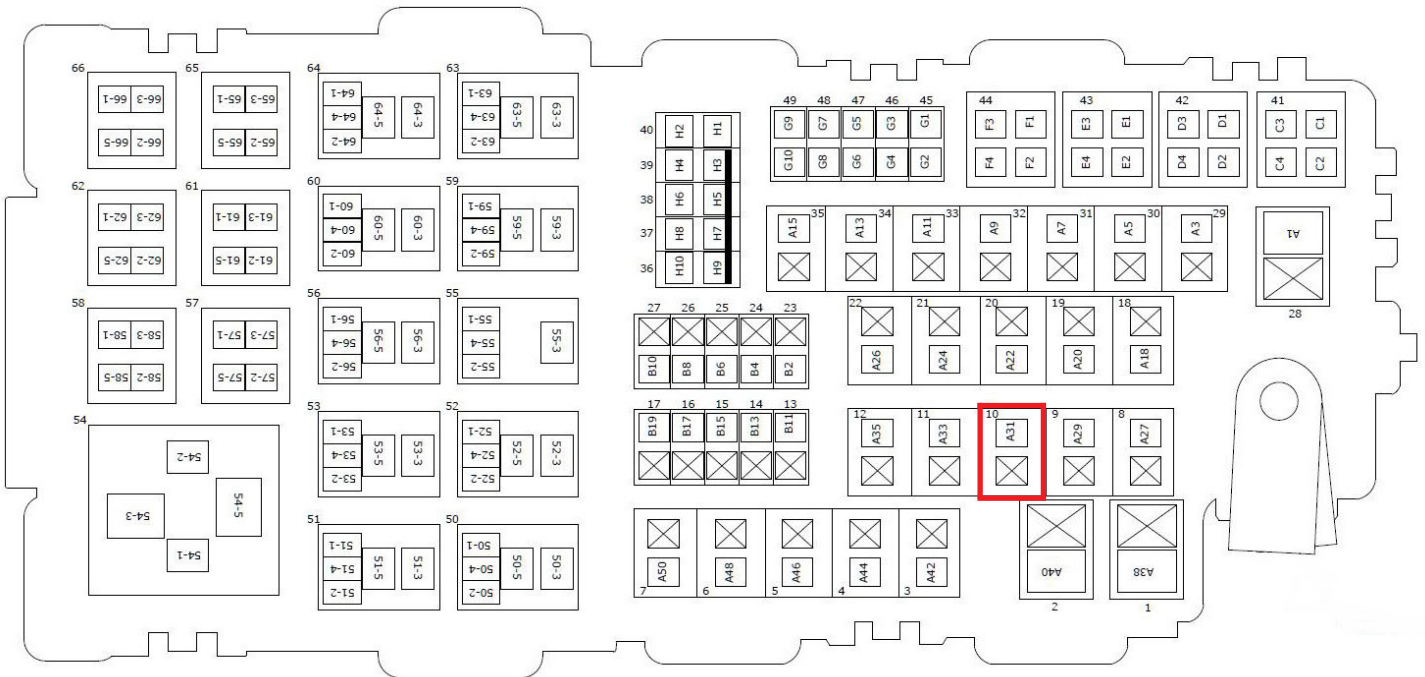 66
66-1 66-3
66-5 66-2
65
65-1 65-3
65-5 65-2
64
64-1
64-4
64-2
64-5
64-3
63
63-1
63-4
63-2
63-5
63-3
62
62-1 62-3
62-5 62-2
61
61-1 61-3
61-5 61-2
60
60-1
60-4
60-2
60-5
60-3
59
59-1
59-4
59-2
59-5
59-3
58
58-1 58-3
58-5 58-2
57
57-1 57-3
57-5 57-2
56
56-1
56-4
56-2
56-5
56-3
55
55-1
55-4
55-2
55-3
54
54-2
54-3
54-5
54-1
53
53-1
53-4
53-2
53-5
53-3
52
52-1
52-4
52-2
52-5
52-3
51
51-1
51-4
51-2
51-5
51-3
50
50-1
50-4
50-2
50-5
50-3
40 H2 H1
39 H4 H3
38 H6 H5
37 H8 H7
36 H10 H9
49 48 47 46 45
G9 G7 G5 G3 G1
G10 G8 G6 G4 G2
44
F3 F1
F4 F2
43
E3 E1
E4 E2
42
D3 D1
D4 D2
41
C3 C1
C4 C2
35 34 33 32 31 30 29
A15 A13 A11 A9 A7 A5 A3
A1
28
27 26 25 24 23
B10 B8 B6 B4 B2
22 21 20 19 18
A26 A24 A22 A20 A18
17 16 15 14 13
B19 B17 B15 B13 B11
12 11 10 9 8
A35 A33 A31 A29 A27
A50 A48 A46 A44 A42
7 6 5 4 3
A40 A38
2 1